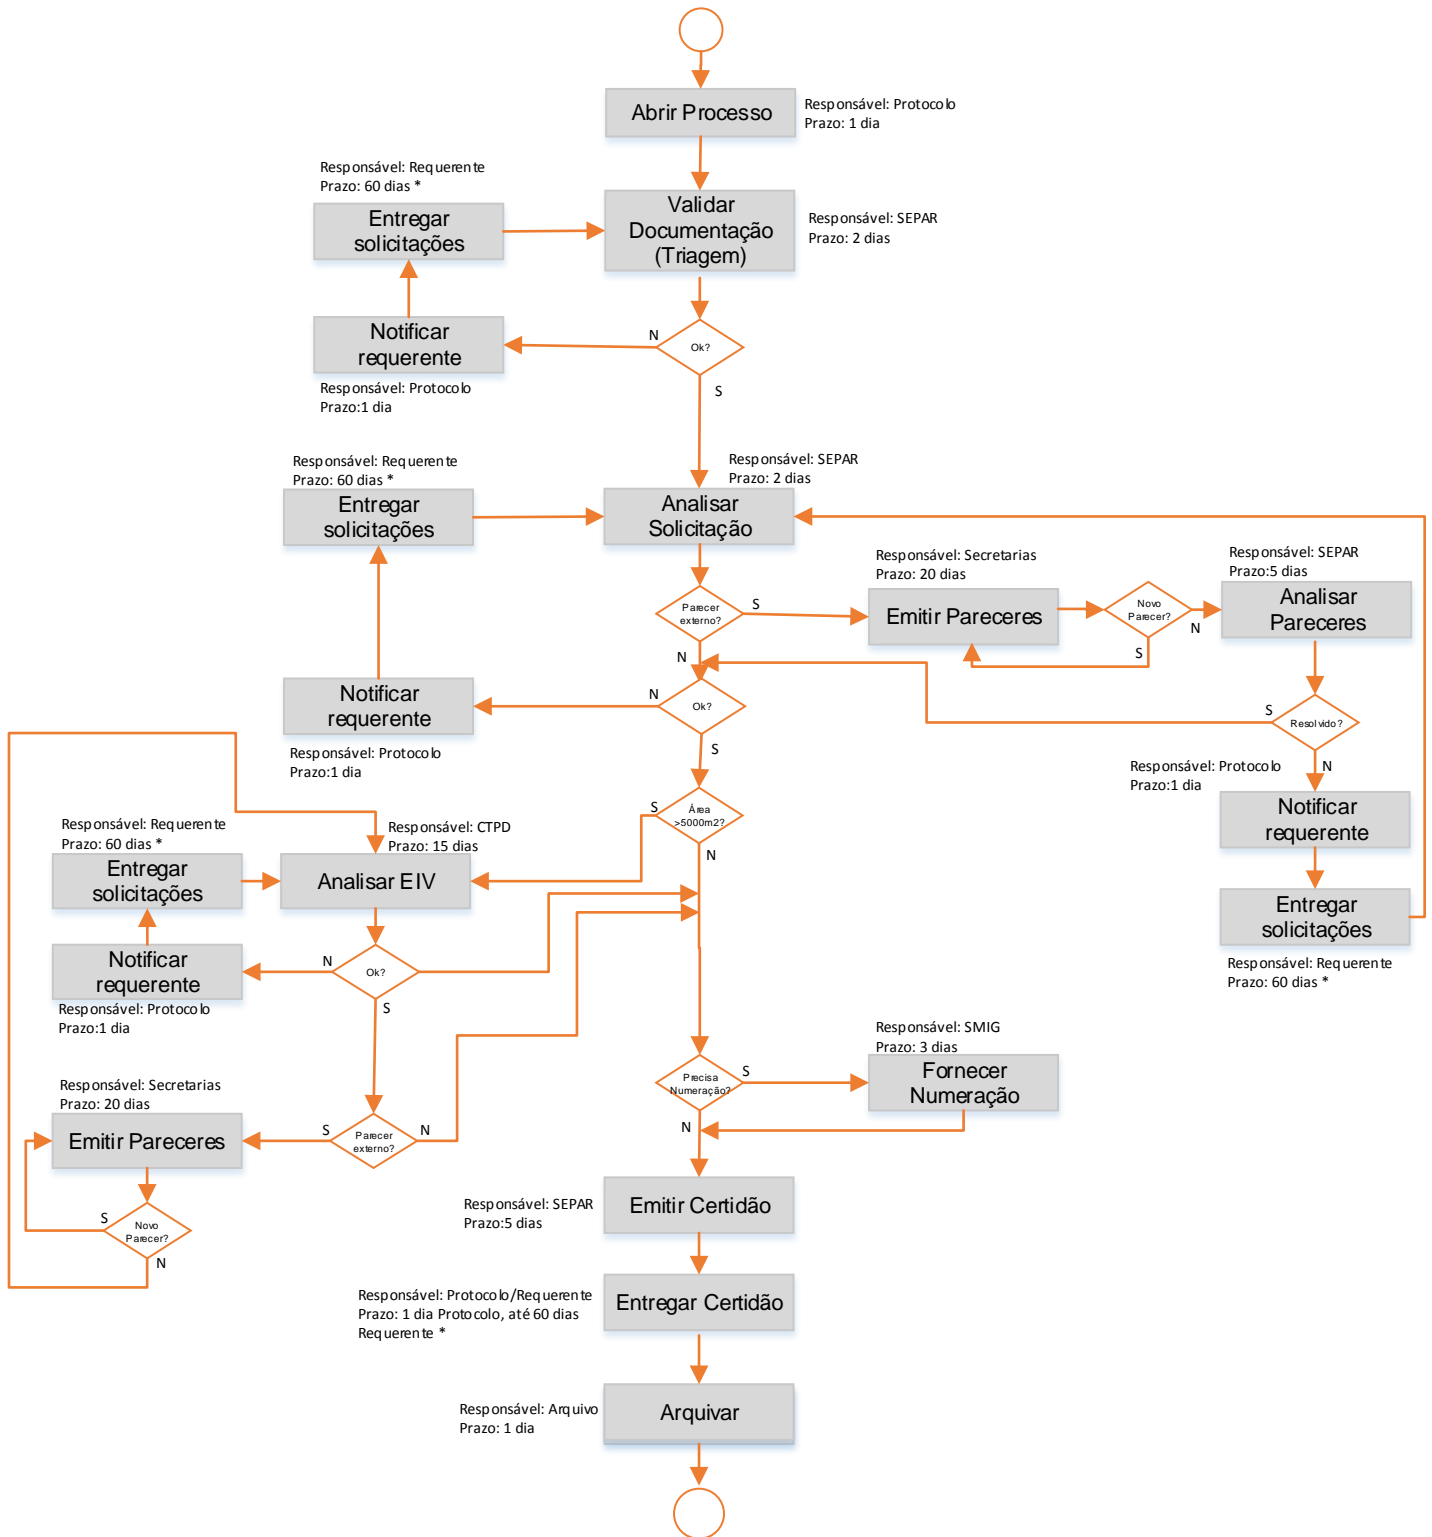 Abrir Processo
Responsável: Protocolo
Prazo: 1 dia
Responsável: Requerente
Prazo: 60 dias *
Entregar
solicitações
Validar
Documentação
(Triagem)
Responsável: SEPAR
Prazo: 2 dias
Notificar
requerente
N
Ok?
S
Responsável: Protocolo
Prazo:1 dia
Responsável: Requerente
Prazo: 60 dias *
Entregar
solicitações
Responsável: SEPAR
Prazo: 2 dias
Analisar
Solicitação
Parecer
externo?
S
N
Responsável: Secretarias
Prazo: 20 dias
Emitir Pareceres
Novo
Parecer?
N
S
Responsável: SEPAR
Prazo:5 dias
Analisar
Pareceres
Notificar
requerente
N
Ok?
S
Responsável: Protocolo
Prazo:1 dia
S
Resolvido?
N
Responsável: Protocolo
Prazo:1 dia
Notificar
requerente
Entregar
solicitações
Responsável: Requerente
Prazo: 60 dias *
S
Área
>5000m2?
N
Responsável: Requerente
Prazo: 60 dias *
Entregar
solicitações
Responsável: CTPD
Prazo: 15 dias
Analisar EIV
Notificar
requerente
N
Ok?
S
Responsável: Protocolo
Prazo:1 dia
Responsável: SMIG
Prazo: 3 dias
Precisa
Numeração?
S
N
Fornecer
Numeração
Responsável: Secretarias
Prazo: 20 dias
Emitir Pareceres
S
Parecer
externo?
N
S
Novo
Parecer?
N
Responsável: SEPAR
Prazo:5 dias
Emitir Certidão
Responsável: Protocolo/Requerente
Prazo: 1 dia Protocolo, até 60 dias
Requerente *
Entregar Certidão
Responsável: Arquivo
Prazo: 1 dia
Arquivar